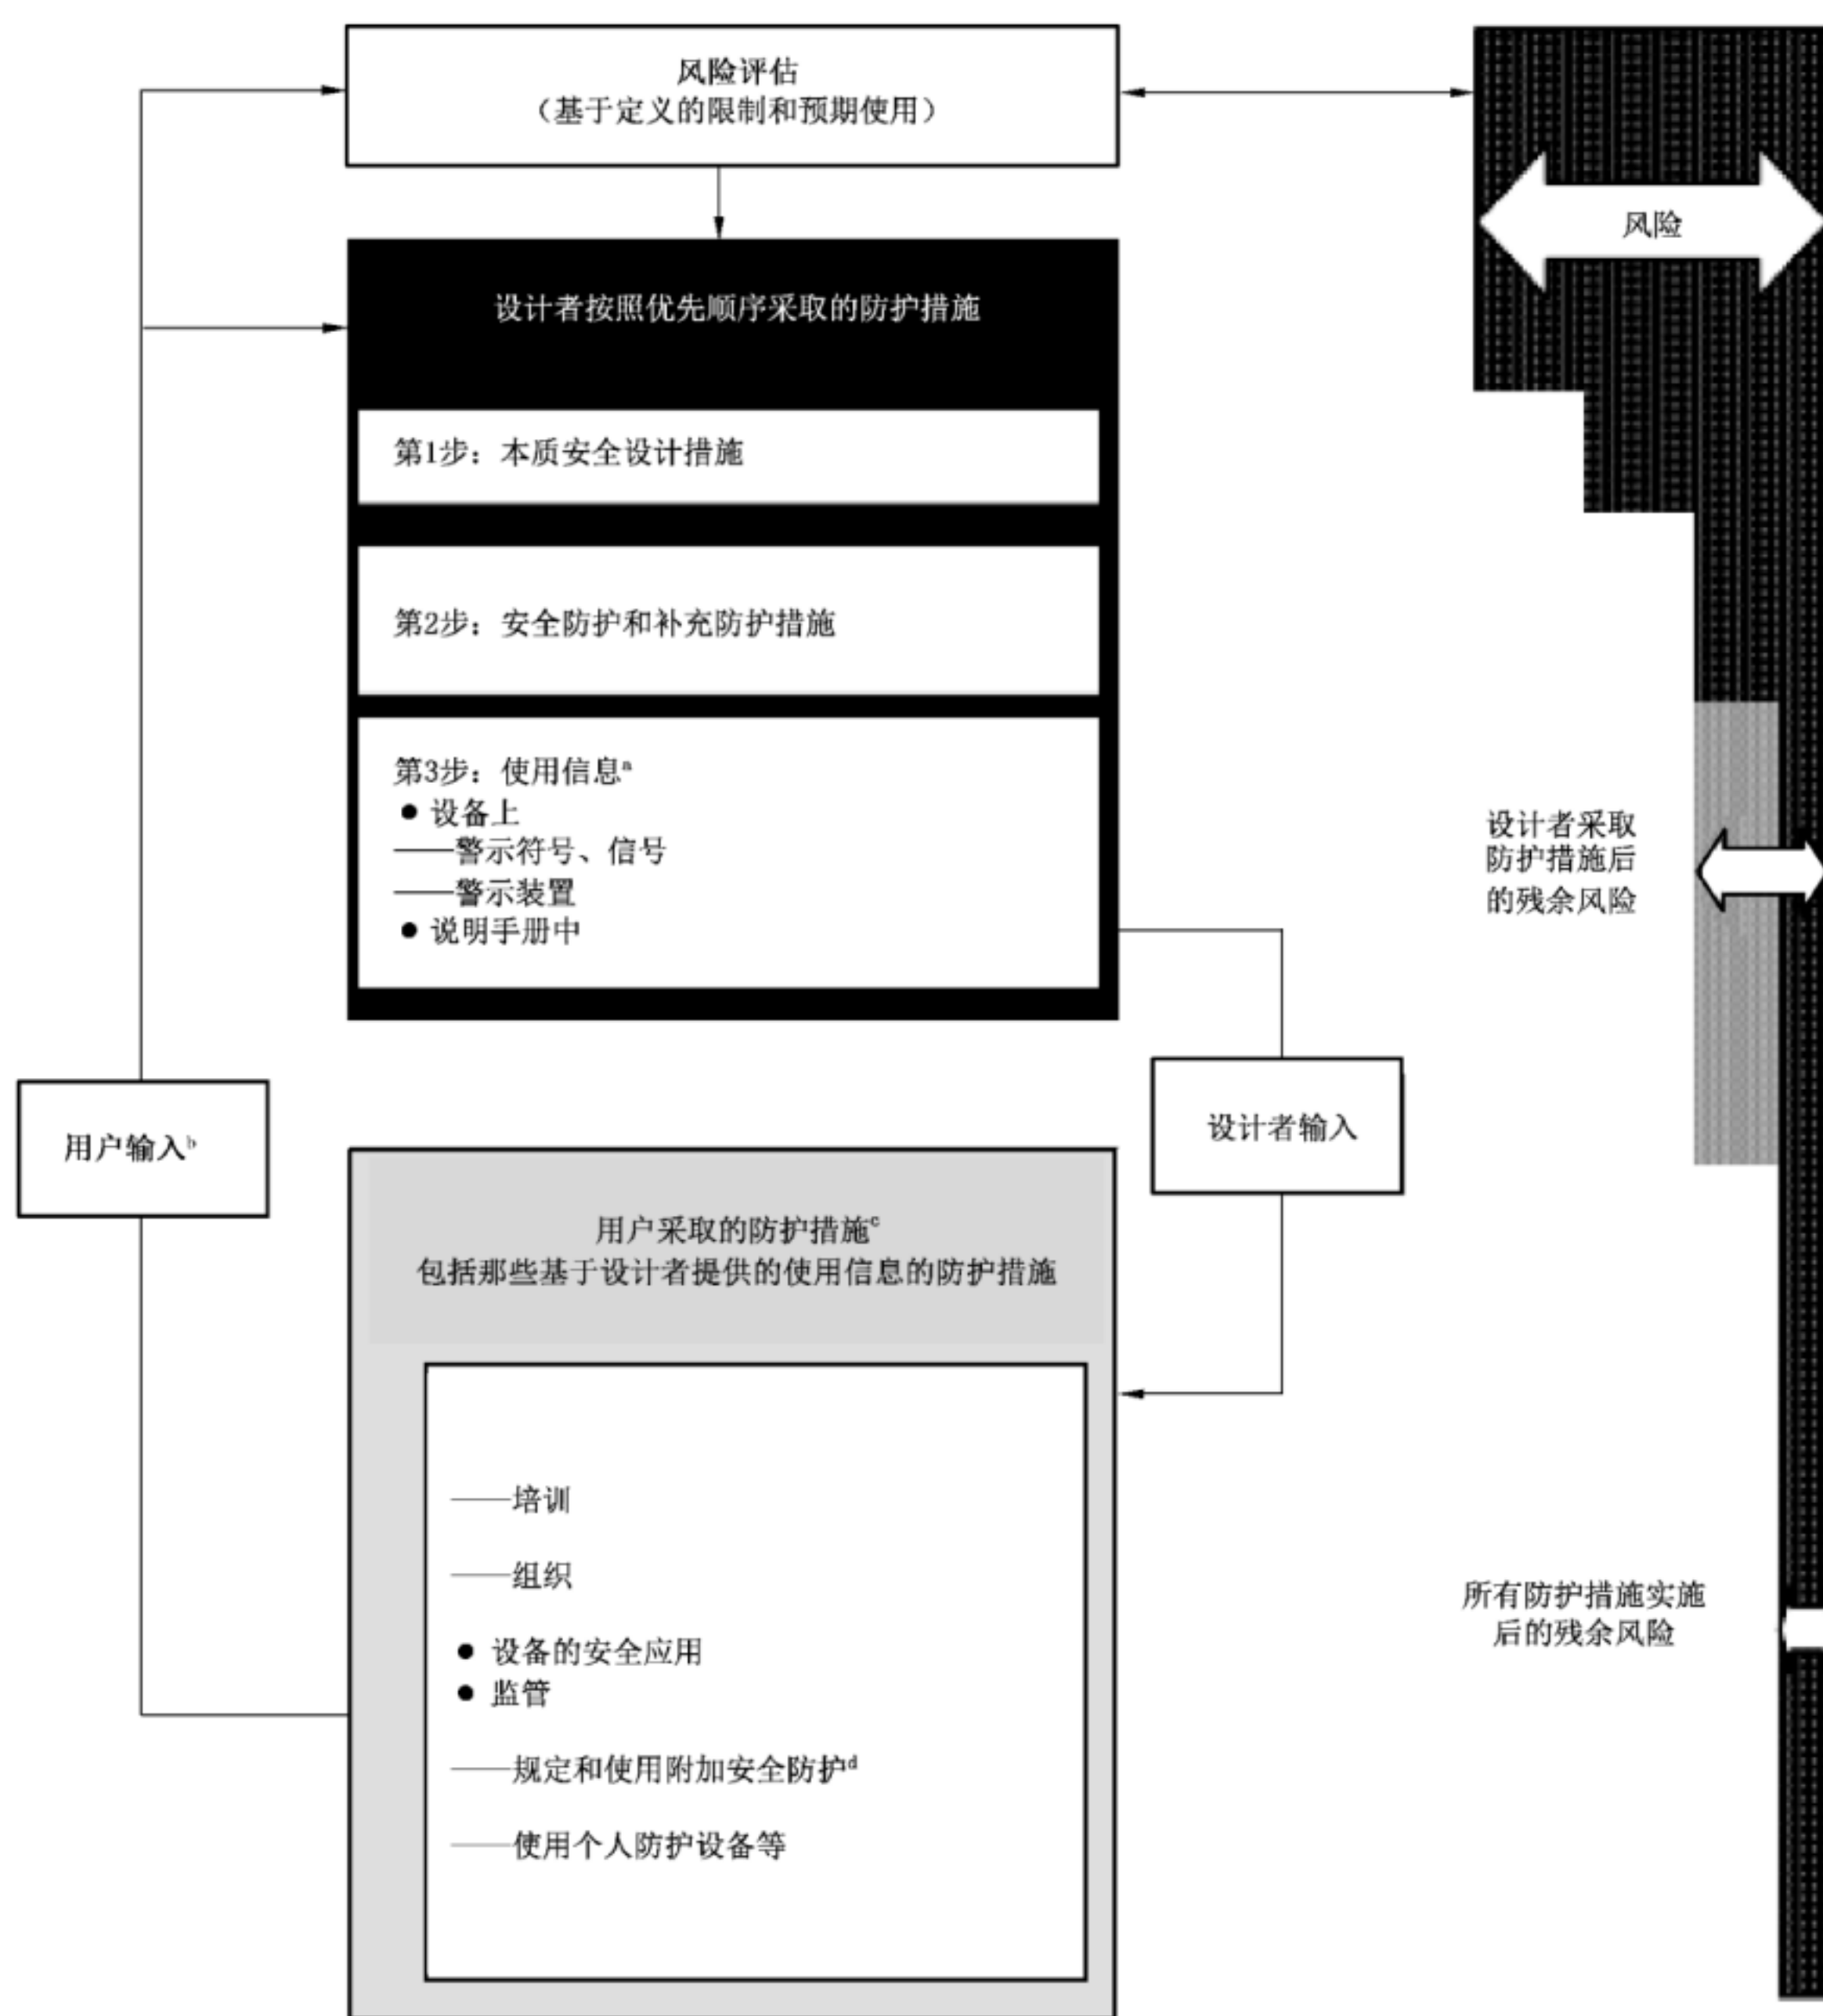 风险评估
（基于定义的限制和预期使用）
风险
设计者按照优先顺序采取的防护措施
第1步：本质安全设计措施
第2步：安全防护和补充防护措施
第3步：使用信息ᵃ
● 设备上
——警示符号、信号
——警示装置
● 说明手册中
设计者采取
防护措施后
的残余风险
用户输入ᵇ
设计者输入
用户采取的防护措施ᶜ
包括那些基于设计者提供的使用信息的防护措施
——培训
——组织
● 设备的安全应用
● 监管
——规定和使用附加安全防护ᵈ
——使用个人防护设备等
所有防护措施实施
后的残余风险